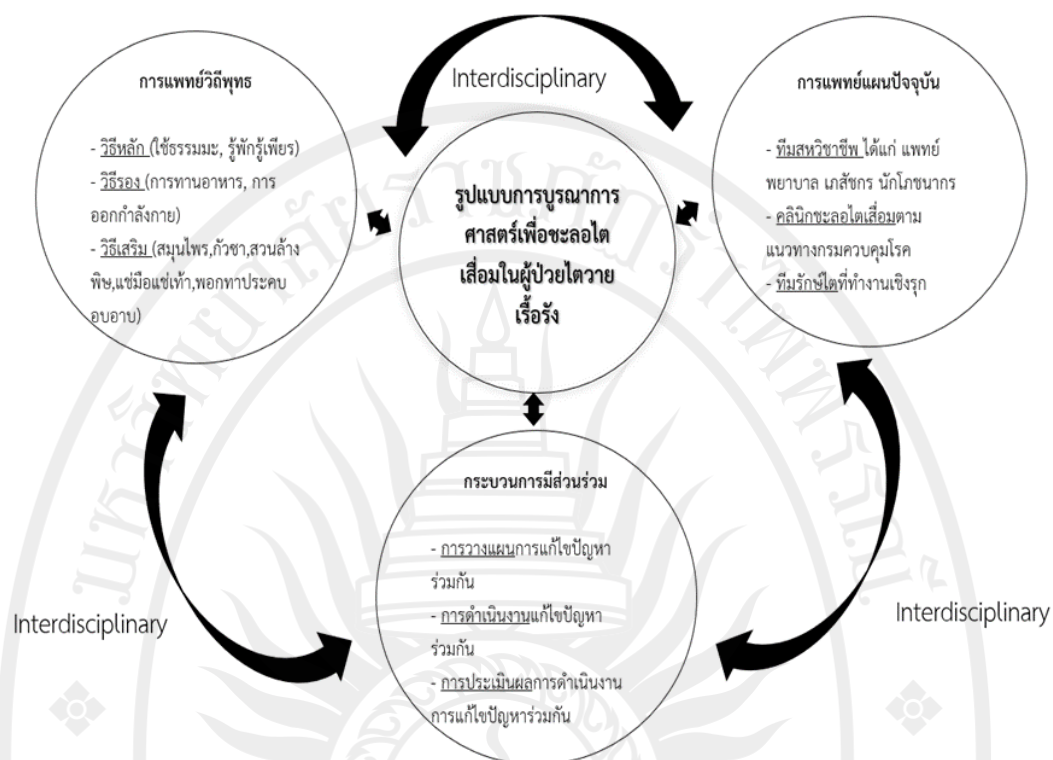 Interdisciplinary
การแพทย์วิถีพุทธ
- วิธีหลัก (ใช้ธรรมมะ, รู้พักรู้เพียร)
- วิธีรอง (การทานอาหาร, การ
ออกกำลังกาย)
- วิธีเสริม (สมุนไพร,กัวซา,สวนล้าง
พิษ,แช่มือแช่เท้า,พอกทาประคบ
อบอาบ)
รูปแบบการบูรณาการ
ศาสตร์เพื่อชะลอไต
เสื่อมในผู้ป่วยไตวาย
เรื้อรัง
การแพทย์แผนปัจจุบัน
- ทีมสหวิชาชีพ ได้แก่ แพทย์
พยาบาล เภสัชกร นักโภชนากร
- คลินิกชะลอไตเสื่อมตาม
แนวทางกรมควบคุมโรค
- ทีมรักษ์ไตที่ทำงานเชิงรุก
กระบวนการมีส่วนร่วม
- การวางแผนการแก้ไขปัญหา
ร่วมกัน
- การดำเนินงานแก้ไขปัญหา
ร่วมกัน
- การประเมินผลการดำเนินงาน
การแก้ไขปัญหาร่วมกัน
Interdisciplinary
Interdisciplinary